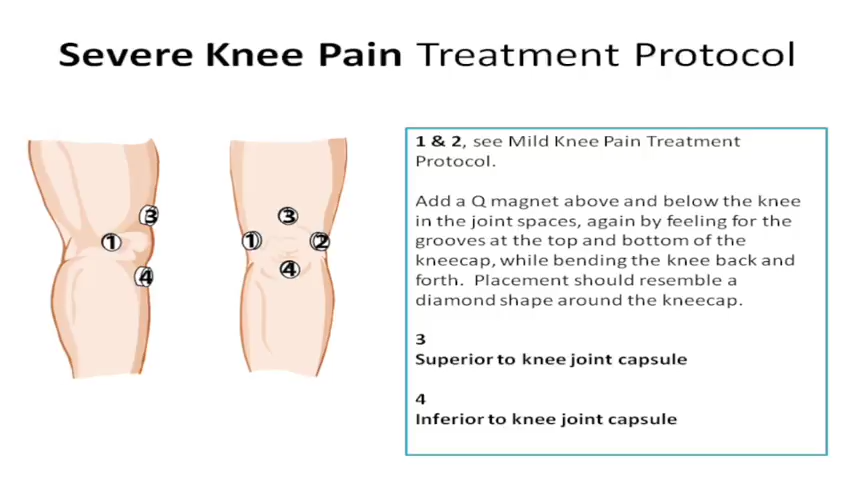 Severe Knee Pain Treatment Protocol
1 & 2, see Mild Knee Pain Treatment
Protocol.
Add a Q magnet above and below the knee
in the joint spaces, again by feeling for the
grooves at the top and bottom of the
kneecap, while bending the knee back and
forth. Placement should resemble a
diamond shape around the kneecap.
3
Superior to knee joint capsule
4
Inferior to knee joint capsule
3
1
4
3
1
2
4